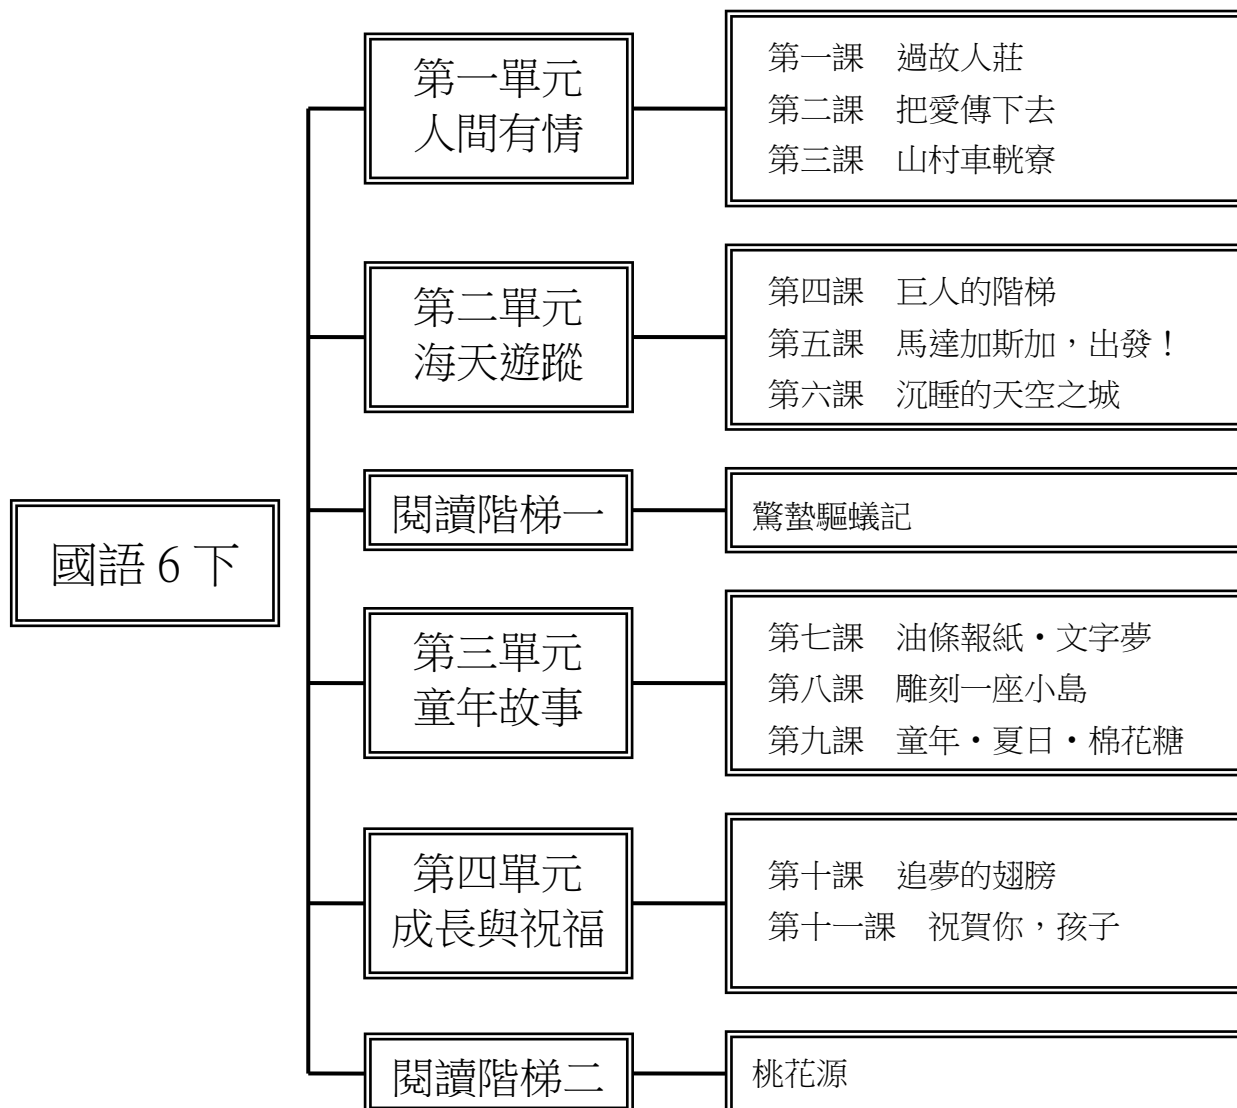 國語 6 下
第一單元
人間有情
第一課　過故人莊
第二課　把愛傳下去
第三課　山村車輄寮
第二單元
海天遊蹤
第四課　巨人的階梯
第五課　馬達加斯加，出發！
第六課　沉睡的天空之城
閱讀階梯一
驚蟄驅蟻記
第三單元
童年故事
第七課　油條報紙・文字夢
第八課　雕刻一座小島
第九課　童年・夏日・棉花糖
第四單元
成長與祝福
第十課　追夢的翅膀
第十一課　祝賀你，孩子
閱讀階梯二
桃花源